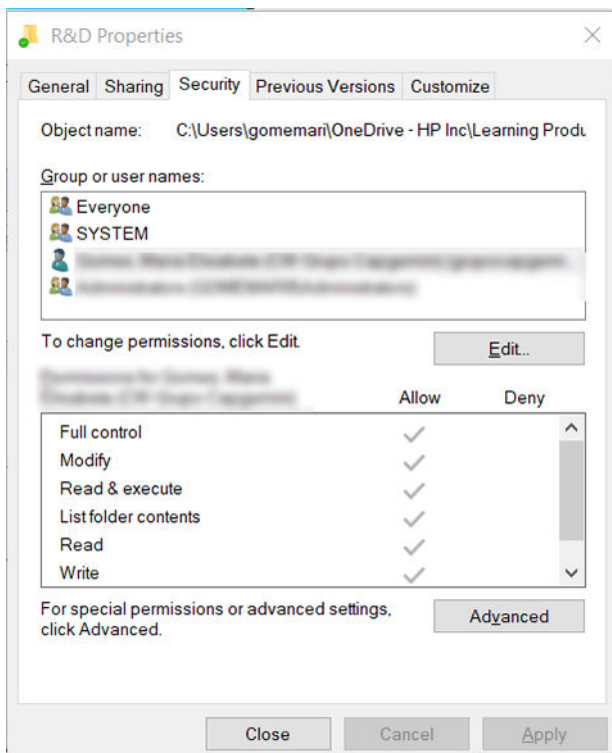 R&D Properties
General Sharing Security Previous Versions Customize
Object name: C:\Users\gomemari\OneDrive - HP Inc\Learning Produ
Group or user names:
Everyone
SYSTEM
To change permissions, click Edit.
Edit...
Allow Deny
Full control
Modify
Read & execute
List folder contents
Read
Write
For special permissions or advanced settings,
click Advanced.
Advanced
Close Cancel Apply